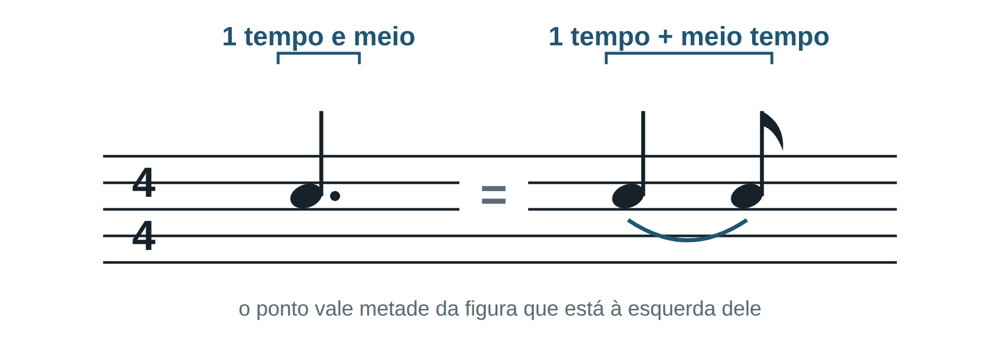 1 tempo e meio
1 tempo + meio tempo
4
4
=
o ponto vale metade da figura que está à esquerda dele